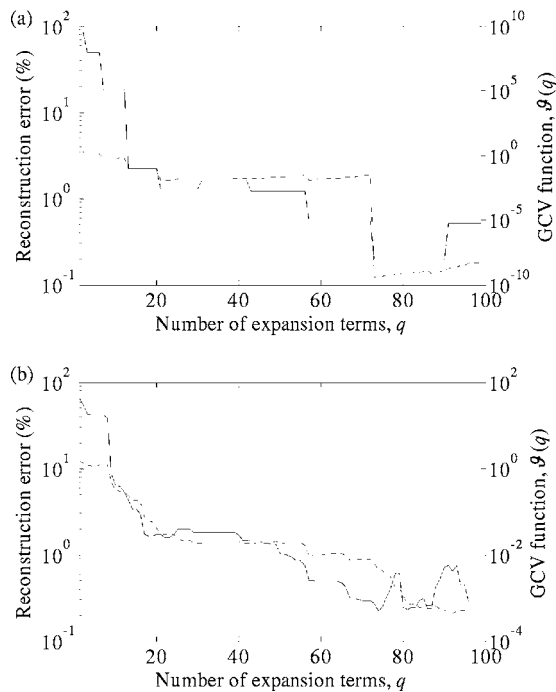 (a)
10^2
10^1
10^0
10^-1
Reconstruction error (%)
10^10
10^5
10^0
10^-5
10^-10
GCV function, ϑ(q)
20 40 60 80 100
Number of expansion terms, q
(b)
10^2
10^1
10^0
10^-1
Reconstruction error (%)
10^2
10^0
10^-2
10^-4
GCV function, ϑ(q)
20 40 60 80 100
Number of expansion terms, q